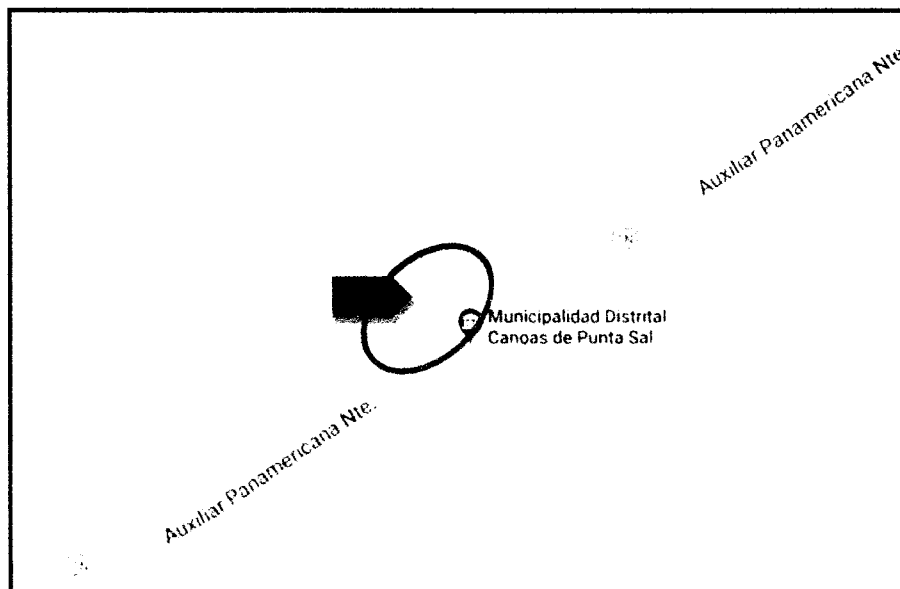 Auxiliar Panamericana Nte.
Municipalidad Distrital
Canoas de Punta Sal
Auxiliar Panamericana Nte.